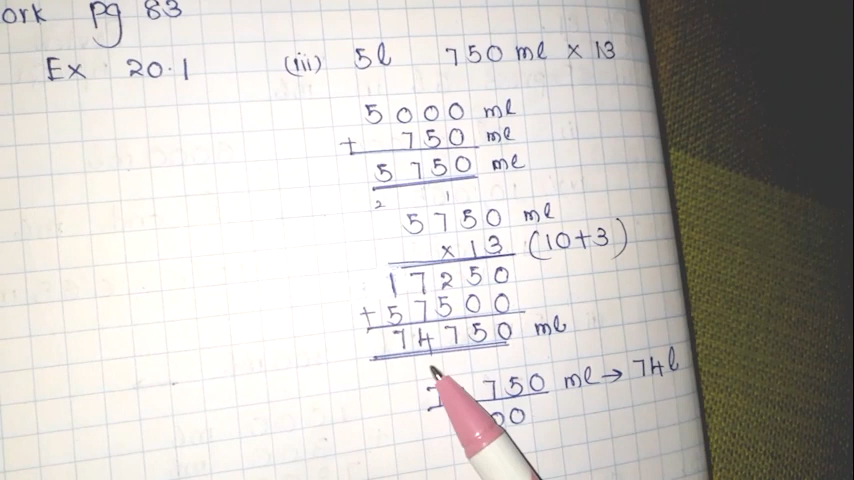 ork pg 83
Ex 20.1 (iii) 5l 750 ml x 13
5000 ml
+ 750 ml
5750 ml
2 1
5750 ml
x 13 (10+3)
17250
+ 57500
74750 ml
750 ml → 74l
00